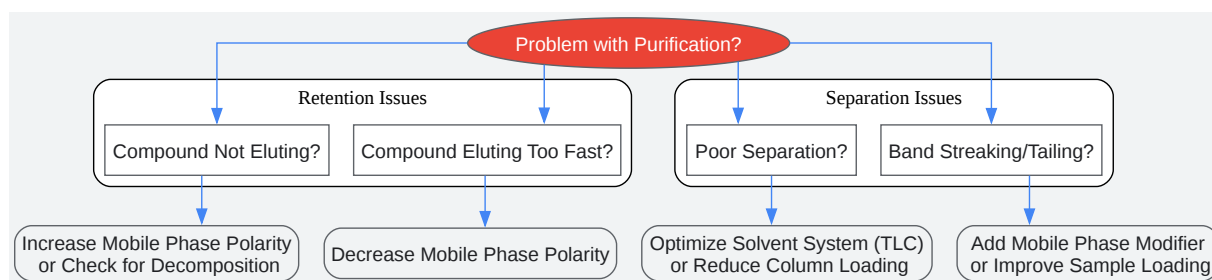 Problem with Purification?
Retention Issues
Separation Issues
Compound Not Eluting?
Compound Eluting Too Fast?
Poor Separation?
Band Streaking/Tailing?
Increase Mobile Phase Polarity
or Check for Decomposition
Decrease Mobile Phase Polarity
Optimize Solvent System (TLC)
or Reduce Column Loading
Add Mobile Phase Modifier
or Improve Sample Loading